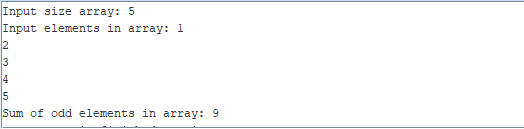 Input size array: 5
Input elements in array: 1
2
3
4
5
Sum of odd elements in array: 9